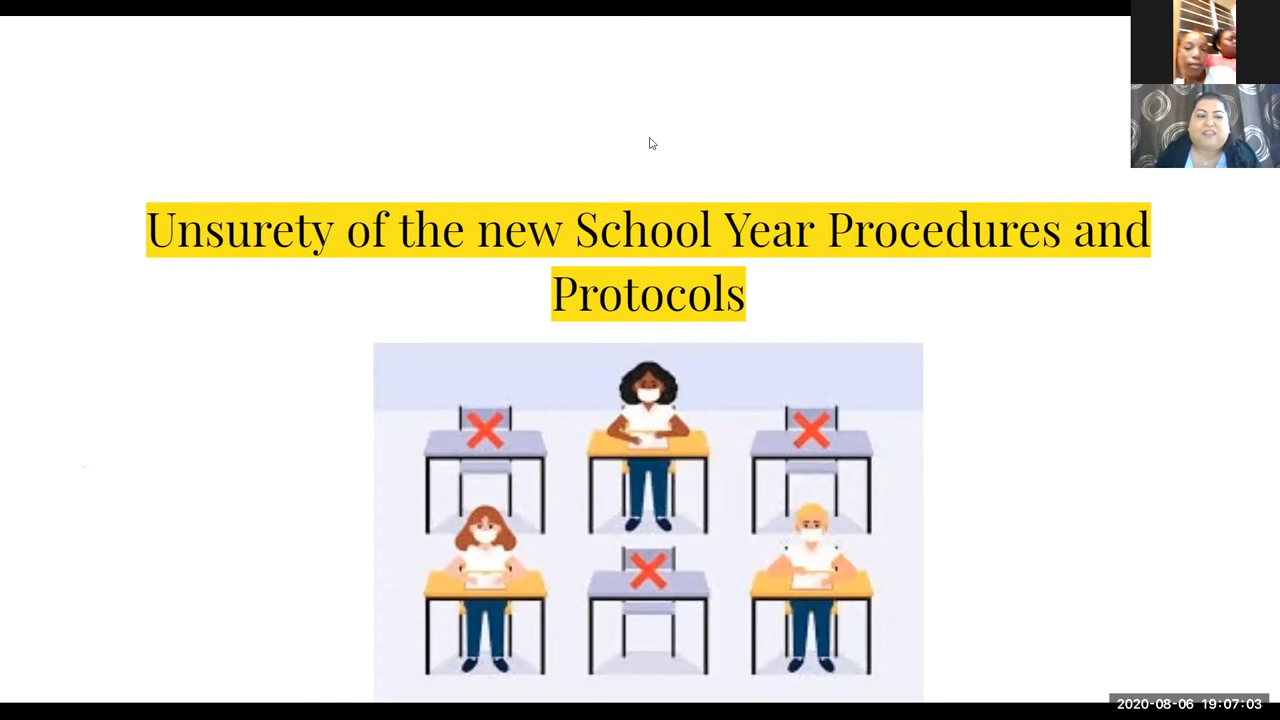 Unsurety of the new School Year Procedures and
Protocols
2020-08-06 19:07:03